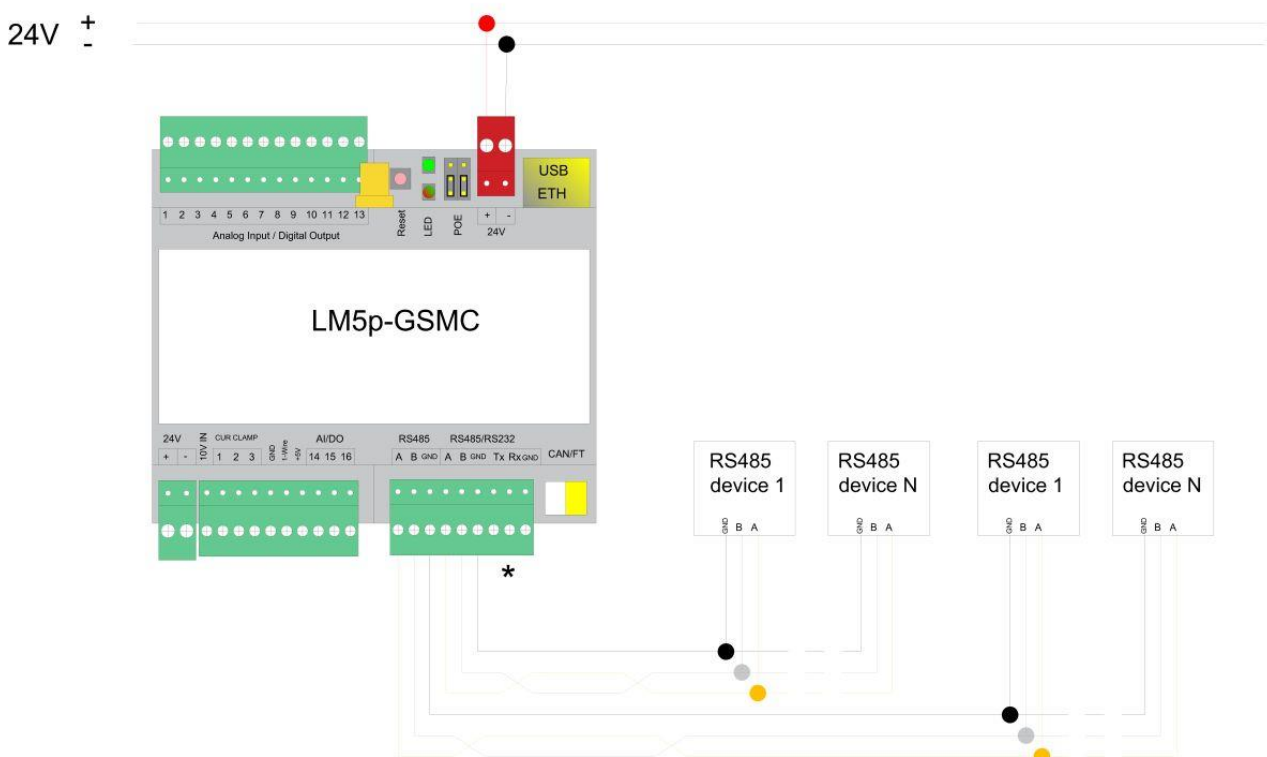 24V + -
USB
ETH
1 2 3 4 5 6 7 8 9 10 11 12 13
Analog Input / Digital Output
Reset
LED
POE
+ -
24V
LM5p-GSMC
24V 10V IN CUR CLAMP AI/DO RS485 RS485/RS232
+ - 1 2 3 GND 1-Wire +5V 14 15 16 A B GND A B GND Tx Rx GND CAN/FT
*
RS485
device 1
GND B A
RS485
device N
GND B A
RS485
device 1
GND B A
RS485
device N
GND B A